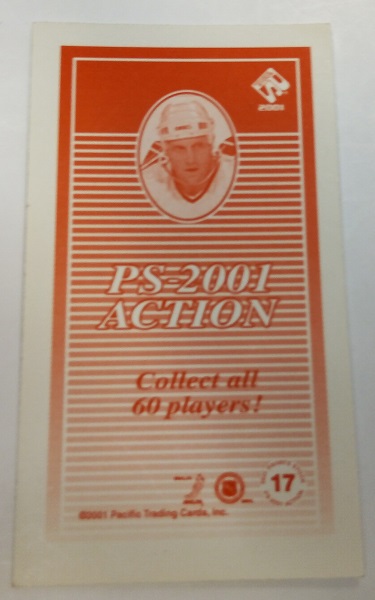 2001
PS-2001
ACTION
Collect all
60 players!
17
©2001 Pacific Trading Cards, Inc.